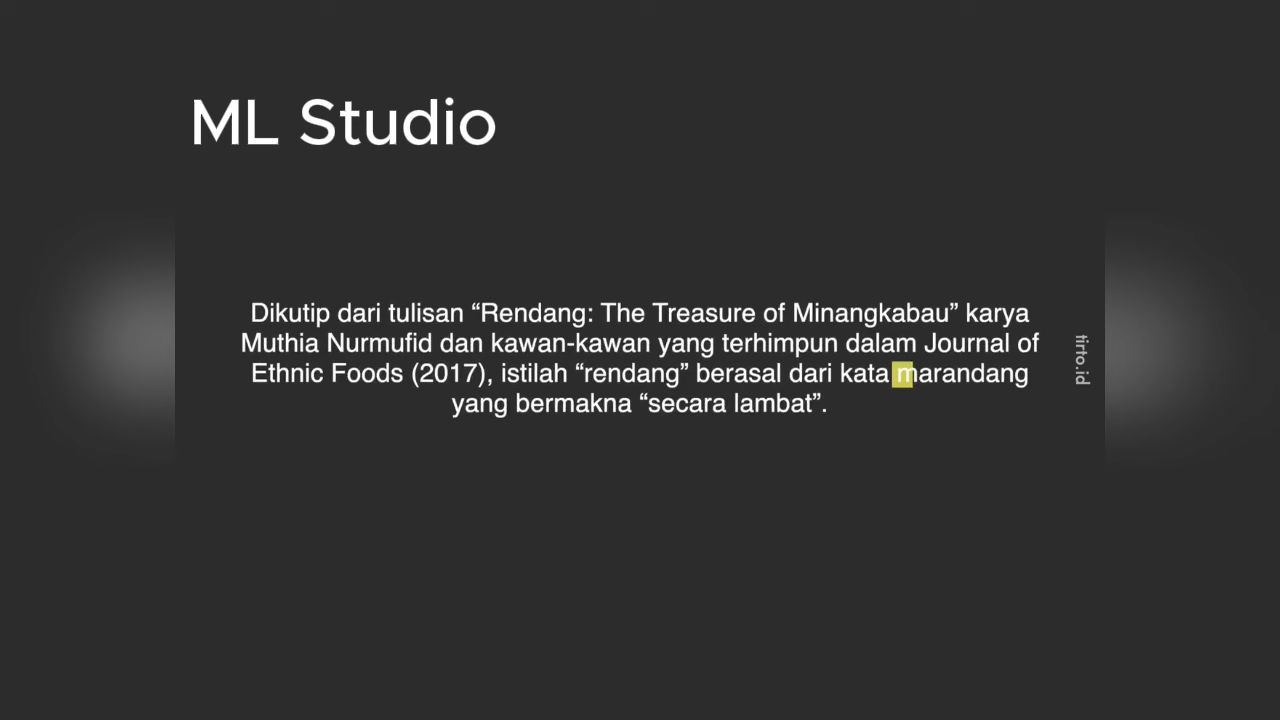 ML Studio
Dikutip dari tulisan “Rendang: The Treasure of Minangkabau” karya
Muthia Nurmufid dan kawan-kawan yang terhimpun dalam Journal of
Ethnic Foods (2017), istilah “rendang” berasal dari kata marandang
yang bermakna “secara lambat”.
tirto.id